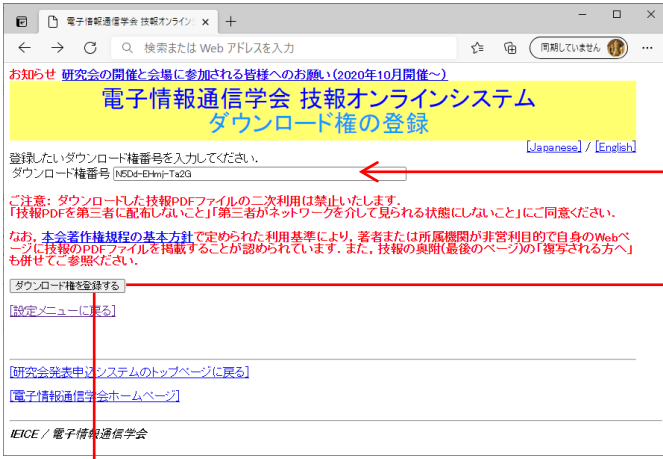 電子情報通信学会 技報オンライン
検索または Web アドレスを入力
同期していません
お知らせ 研究会の開催と会場に参加される皆様へのお願い(2020年10月開催~)
電子情報通信学会 技報オンラインシステム
ダウンロード権の登録
[Japanese] / [English]
登録したいダウンロード権番号を入力してください.
ダウンロード権番号 N5Dd-EHmj-Ta2G
ご注意: ダウンロードした技報PDFファイルの二次利用は禁止いたします.
「技報PDFを第三者に配布しないこと」「第三者がネットワークを介して見られる状態にしないこと」にご同意ください.
なお, 本会著作権規程の基本方針で定められた利用基準により, 著者または所属機関が非営利目的で自身のWebペ
ージに技報のPDFファイルを掲載することが認められています. また, 技報の奥附(最後のページ)の「複写される方へ」
も併せてご参照ください.
ダウンロード権を登録する
[設定メニューに戻る]
[研究会発表申込システムのトップページに戻る]
[電子情報通信学会ホームページ]
IEICE / 電子情報通信学会